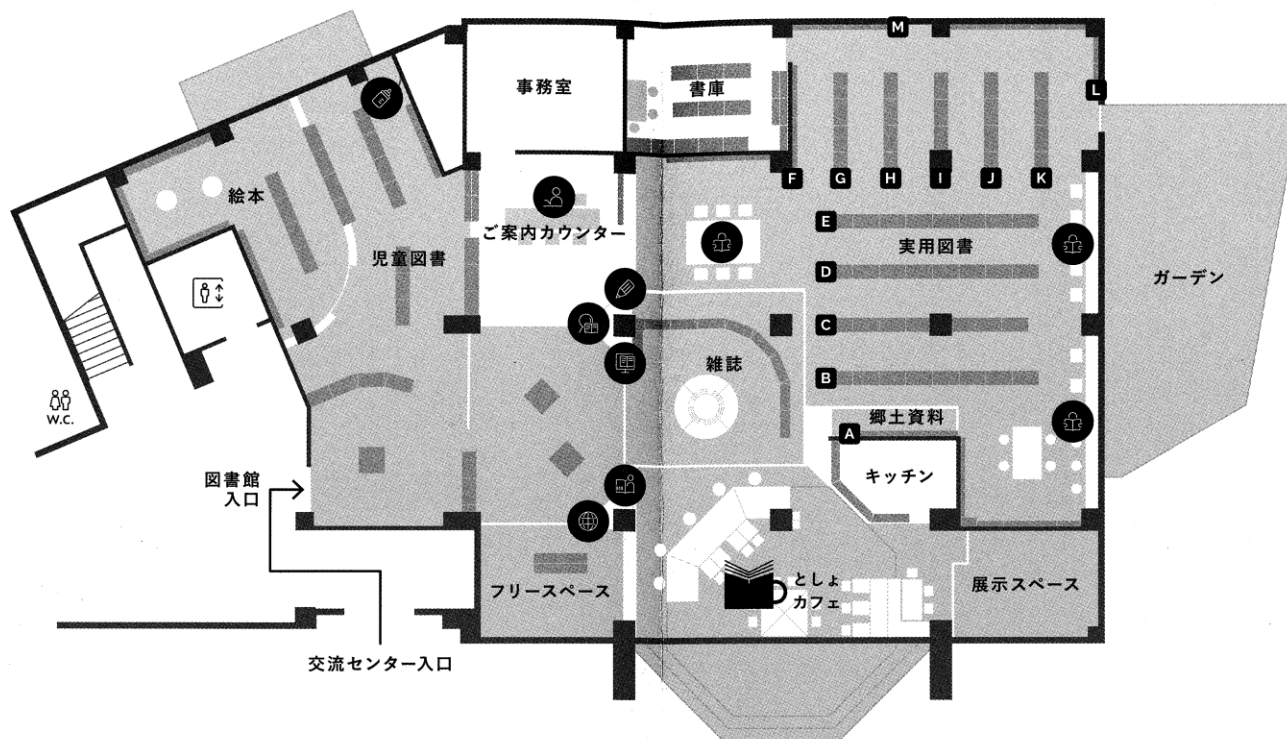 M
事務室
書庫
L
絵本
F
G
H
I
J
K
E
ご案内カウンター
児童図書
実用図書
D
ガーデン
C
雑誌
B
W.C.
郷土資料
A
図書館
入口
キッチン
フリースペース
としょ
カフェ
展示スペース
交流センター入口